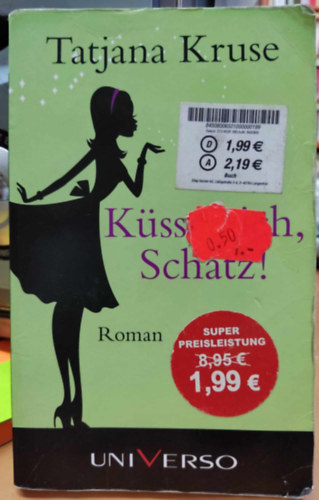 Tatjana Kruse
D 1,99 €
A 2,19 €
Buch
Küss
h,
Schatz!
0.50
Roman
SUPER
PREISLEISTUNG
8,95 €
1,99 €
UNIVERSO